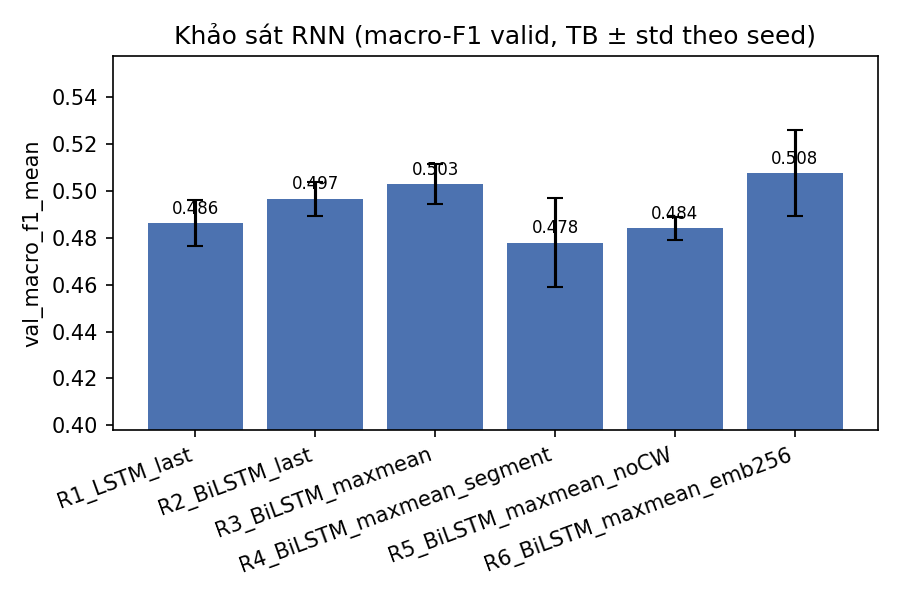 Khảo sát RNN (macro-F1 valid, TB ± std theo seed)
val_macro_f1_mean
0.54
0.52
0.50
0.48
0.46
0.44
0.42
0.40
0.486
0.497
0.503
0.478
0.484
0.508
R1_LSTM_last
R2_BiLSTM_last
R3_BiLSTM_maxmean
R4_BiLSTM_maxmean_segment
R5_BiLSTM_maxmean_noCW
R6_BiLSTM_maxmean_emb256